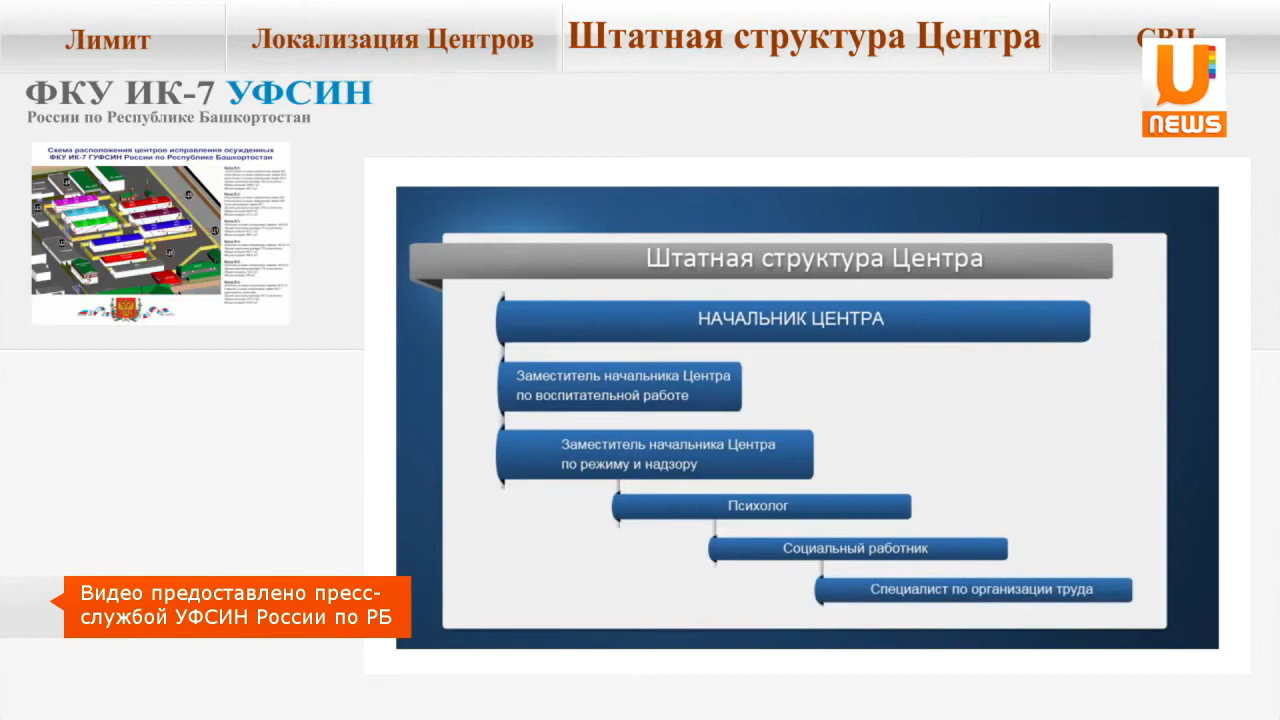 Лимит
Локализация Центров
Штатная структура Центра
ФКУ ИК-7 УФСИН
России по Республике Башкортостан
U
NEWS
Схема расположения центров исправления осужденных
ФКУ ИК-7 ГУФСИН России по Республике Башкортостан
Штатная структура Центра
НАЧАЛЬНИК ЦЕНТРА
Заместитель начальника Центра
по воспитательной работе
Заместитель начальника Центра
по режиму и надзору
Психолог
Социальный работник
Специалист по организации труда
Видео предоставлено пресс-
службой УФСИН России по РБ